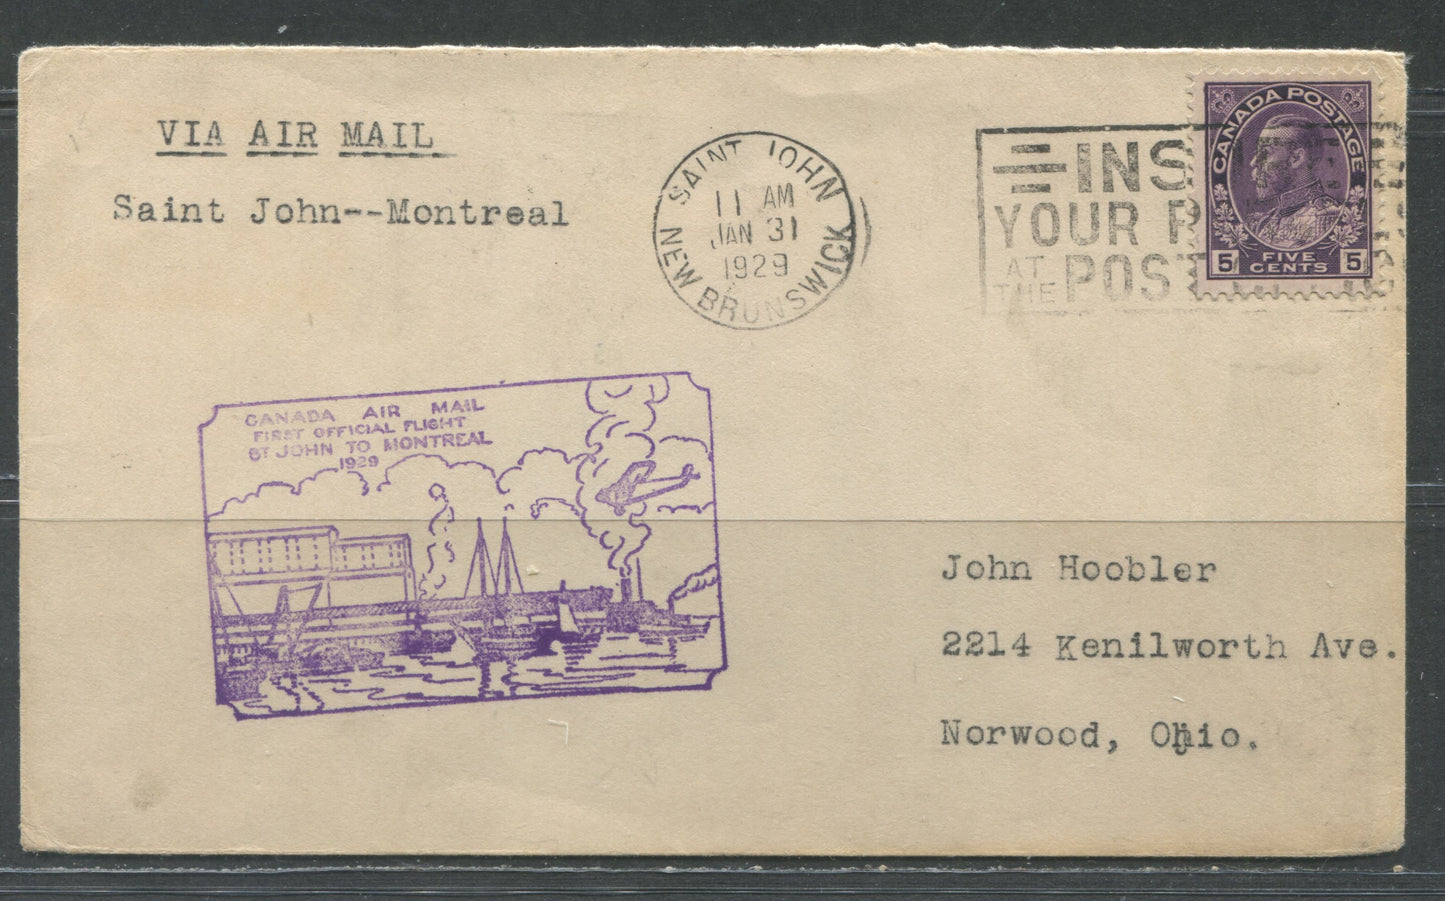 VIA AIR MAIL
Saint John--Montreal
SAINT JOHN
11 AM
JAN 31
1929
NEW BRUNSWICK
INS
YOUR P
AT THE POST
CANADA POSTAGE
5 FIVE CENTS 5
CANADA AIR MAIL
FIRST OFFICIAL FLIGHT
ST JOHN TO MONTREAL
1929
John Hoobler
2214 Kenilworth Ave.
Norwood, Ohio.